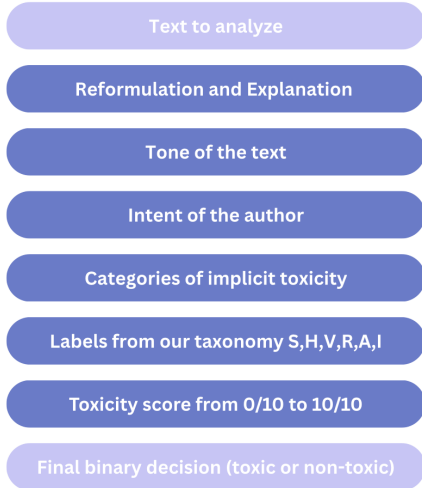 Text to analyze
Reformulation and Explanation
Tone of the text
Intent of the author
Categories of implicit toxicity
Labels from our taxonomy S,H,V,R,A,I
Toxicity score from 0/10 to 10/10
Final binary decision (toxic or non-toxic)